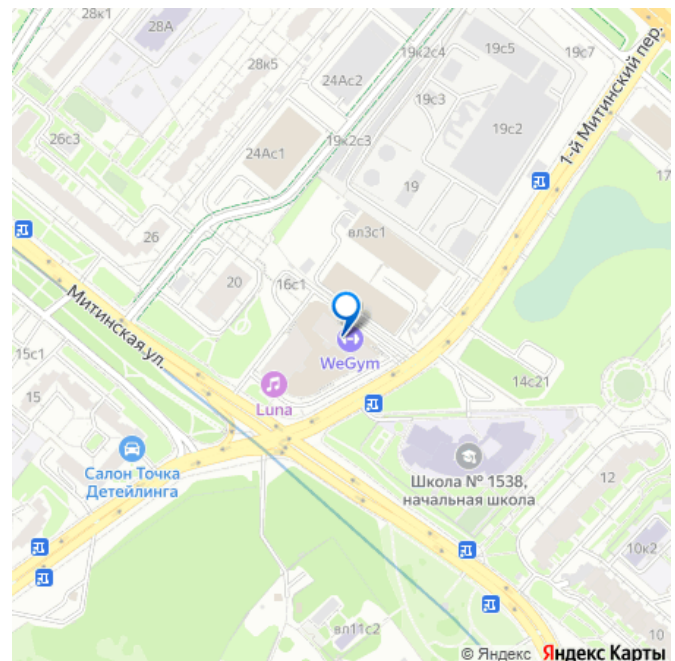 28к1
28А
28к5
24Ас2
19к2с4
19с5
19с7
1-й Митинский пер.
19с3
19с2
26с3
24Ас1
19к2с3
19
17
вл3с1
26
20
16с1
Митинская ул.
WeGym
15с1
15
Luna
14с21
Салон Точка
Детейлинга
Школа № 1538,
начальная школа
12
10к2
вл11с2
10
© Яндекс Яндекс Карты